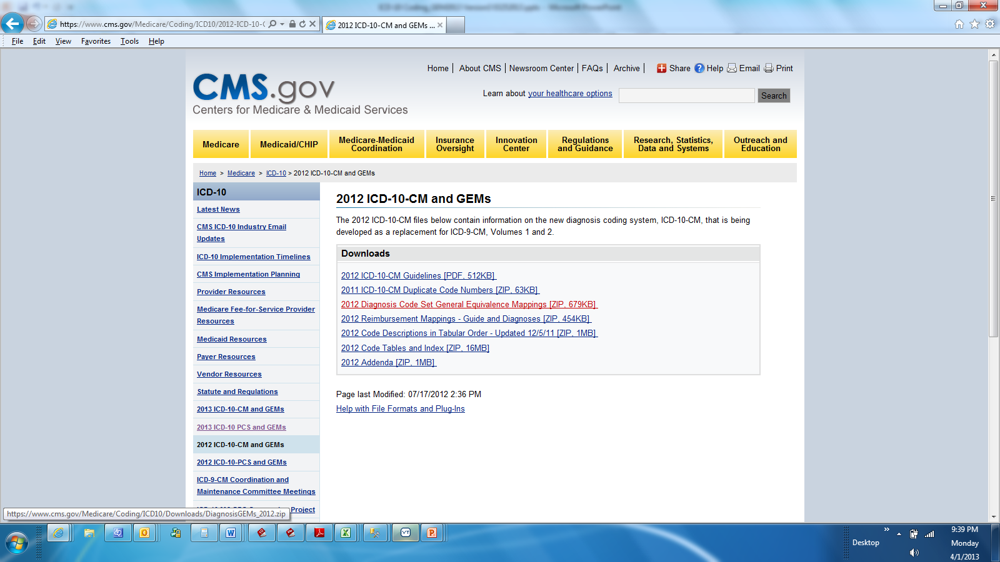 https://www.cms.gov/Medicare/Coding/ICD10/2012-ICD-10-C
2012 ICD-10-CM and GEMs ...
File Edit View Favorites Tools Help
Home About CMS Newsroom Center FAQs Archive Share Help Email Print
CMS.gov
Centers for Medicare & Medicaid Services
Learn about your healthcare options
Search
Medicare
Medicaid/CHIP
Medicare-Medicaid
Coordination
Insurance
Oversight
Innovation
Center
Regulations
and Guidance
Research, Statistics,
Data and Systems
Outreach and
Education
Home > Medicare > ICD-10 > 2012 ICD-10-CM and GEMs
ICD-10
Latest News
CMS ICD-10 Industry Email
Updates
ICD-10 Implementation Timelines
CMS Implementation Planning
Provider Resources
Medicare Fee-for-Service Provider
Resources
Medicaid Resources
Payer Resources
Vendor Resources
Statute and Regulations
2013 ICD-10-CM and GEMs
2013 ICD-10 PCS and GEMs
2012 ICD-10-CM and GEMs
2012 ICD-10-PCS and GEMs
ICD-9-CM Coordination and
Maintenance Committee Meetings
Project
2012 ICD-10-CM and GEMs
The 2012 ICD-10-CM files below contain information on the new diagnosis coding system, ICD-10-CM, that is being
developed as a replacement for ICD-9-CM, Volumes 1 and 2.
Downloads
2012 ICD-10-CM Guidelines [PDF, 512KB]
2011 ICD-10-CM Duplicate Code Numbers [ZIP, 63KB]
2012 Diagnosis Code Set General Equivalence Mappings [ZIP, 679KB]
2012 Reimbursement Mappings - Guide and Diagnoses [ZIP, 454KB]
2012 Code Descriptions in Tabular Order - Updated 12/5/11 [ZIP, 1MB]
2012 Code Tables and Index [ZIP, 16MB]
2012 Addenda [ZIP, 1MB]
Page last Modified: 07/17/2012 2:36 PM
Help with File Formats and Plug-Ins
https://www.cms.gov/Medicare/Coding/ICD10/Downloads/DiagnosisGEMs_2012.zip
Desktop
9:39 PM
Monday
4/1/2013